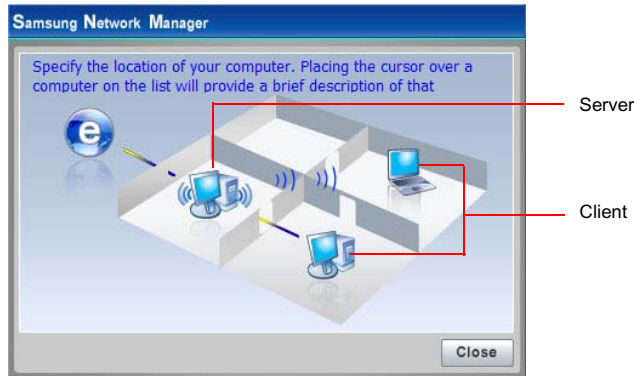 Samsung Network Manager
Specify the location of your computer. Placing the cursor over a
computer on the list will provide a brief description of that
Server
Client
Close